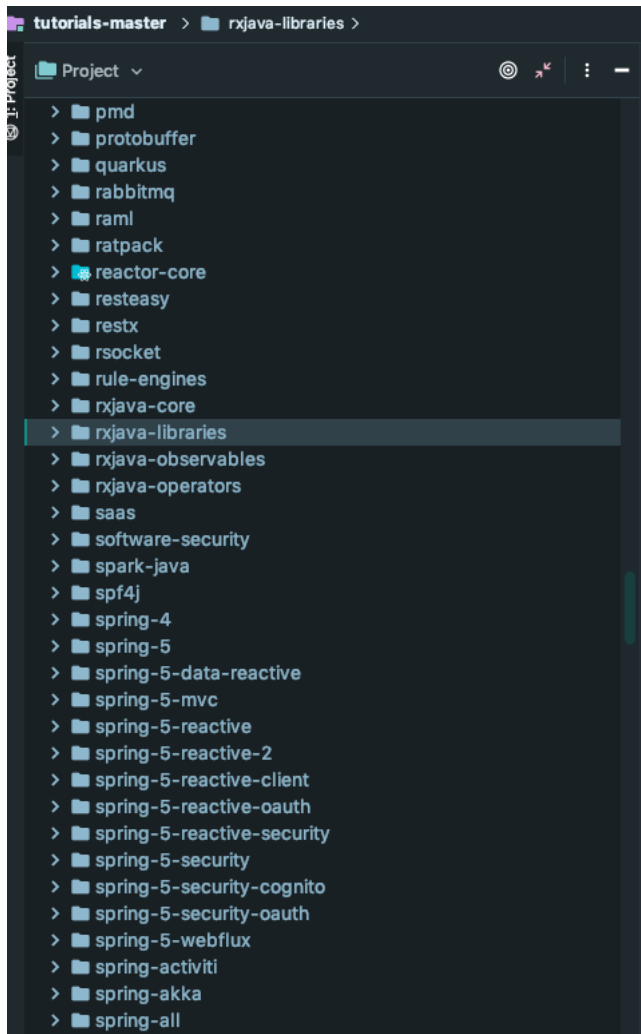 tutorials-master > rxjava-libraries >
1: Project
Project
pmd
protobuffer
quarkus
rabbitmq
raml
ratpack
reactor-core
resteasy
restx
rsocket
rule-engines
rxjava-core
rxjava-libraries
rxjava-observables
rxjava-operators
saas
software-security
spark-java
spf4j
spring-4
spring-5
spring-5-data-reactive
spring-5-mvc
spring-5-reactive
spring-5-reactive-2
spring-5-reactive-client
spring-5-reactive-oauth
spring-5-reactive-security
spring-5-security
spring-5-security-cognito
spring-5-security-oauth
spring-5-webflux
spring-activiti
spring-akka
spring-all